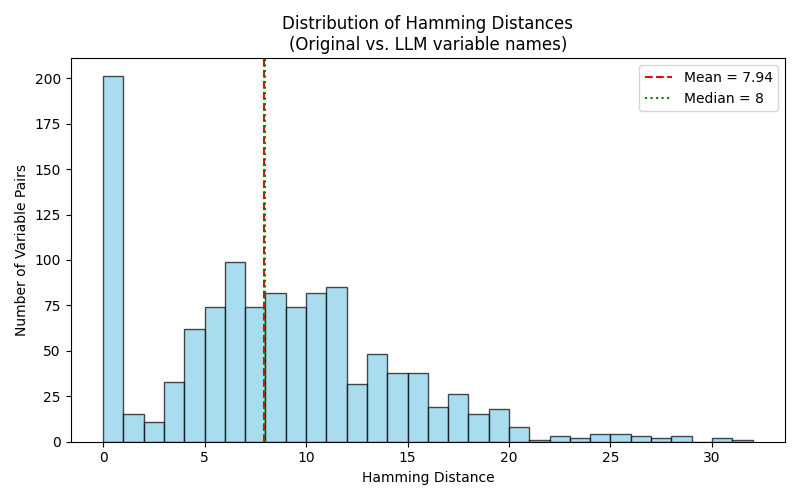 Distribution of Hamming Distances
(Original vs. LLM variable names)
Mean = 7.94
Median = 8
Number of Variable Pairs
200
175
150
125
100
75
50
25
0
0 5 10 15 20 25 30
Hamming Distance